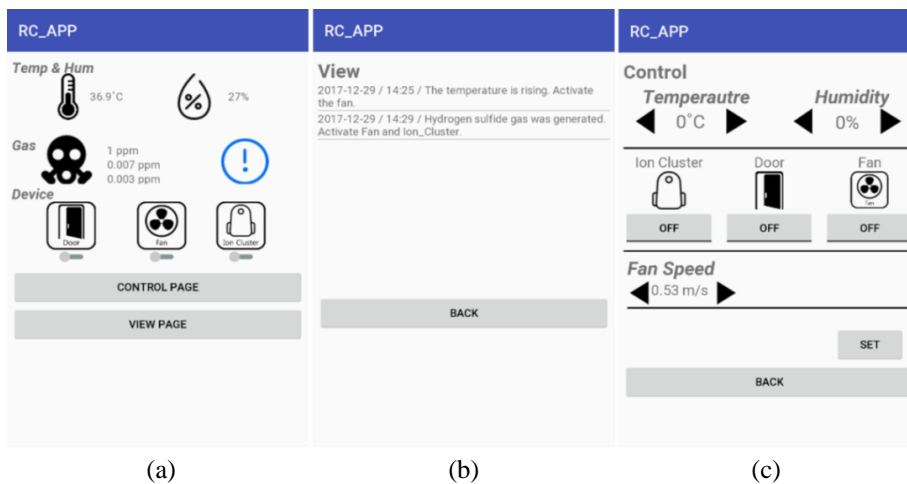 RC_APP
Temp & Hum
36.9°C
%
27%
Gas
1 ppm
0.007 ppm
0.003 ppm
!
Device
Door
Fan
Ion Cluster
CONTROL PAGE
VIEW PAGE
(a)
RC_APP
View
2017-12-29 / 14:25 / The temperature is rising. Activate
the fan.
2017-12-29 / 14:29 / Hydrogen sulfide gas was generated.
Activate Fan and Ion_Cluster.
BACK
(b)
RC_APP
Control
Temperautre Humidity
0°C 0%
Ion Cluster Door Fan
Fan
OFF OFF OFF
Fan Speed
0.53 m/s
SET
BACK
(c)